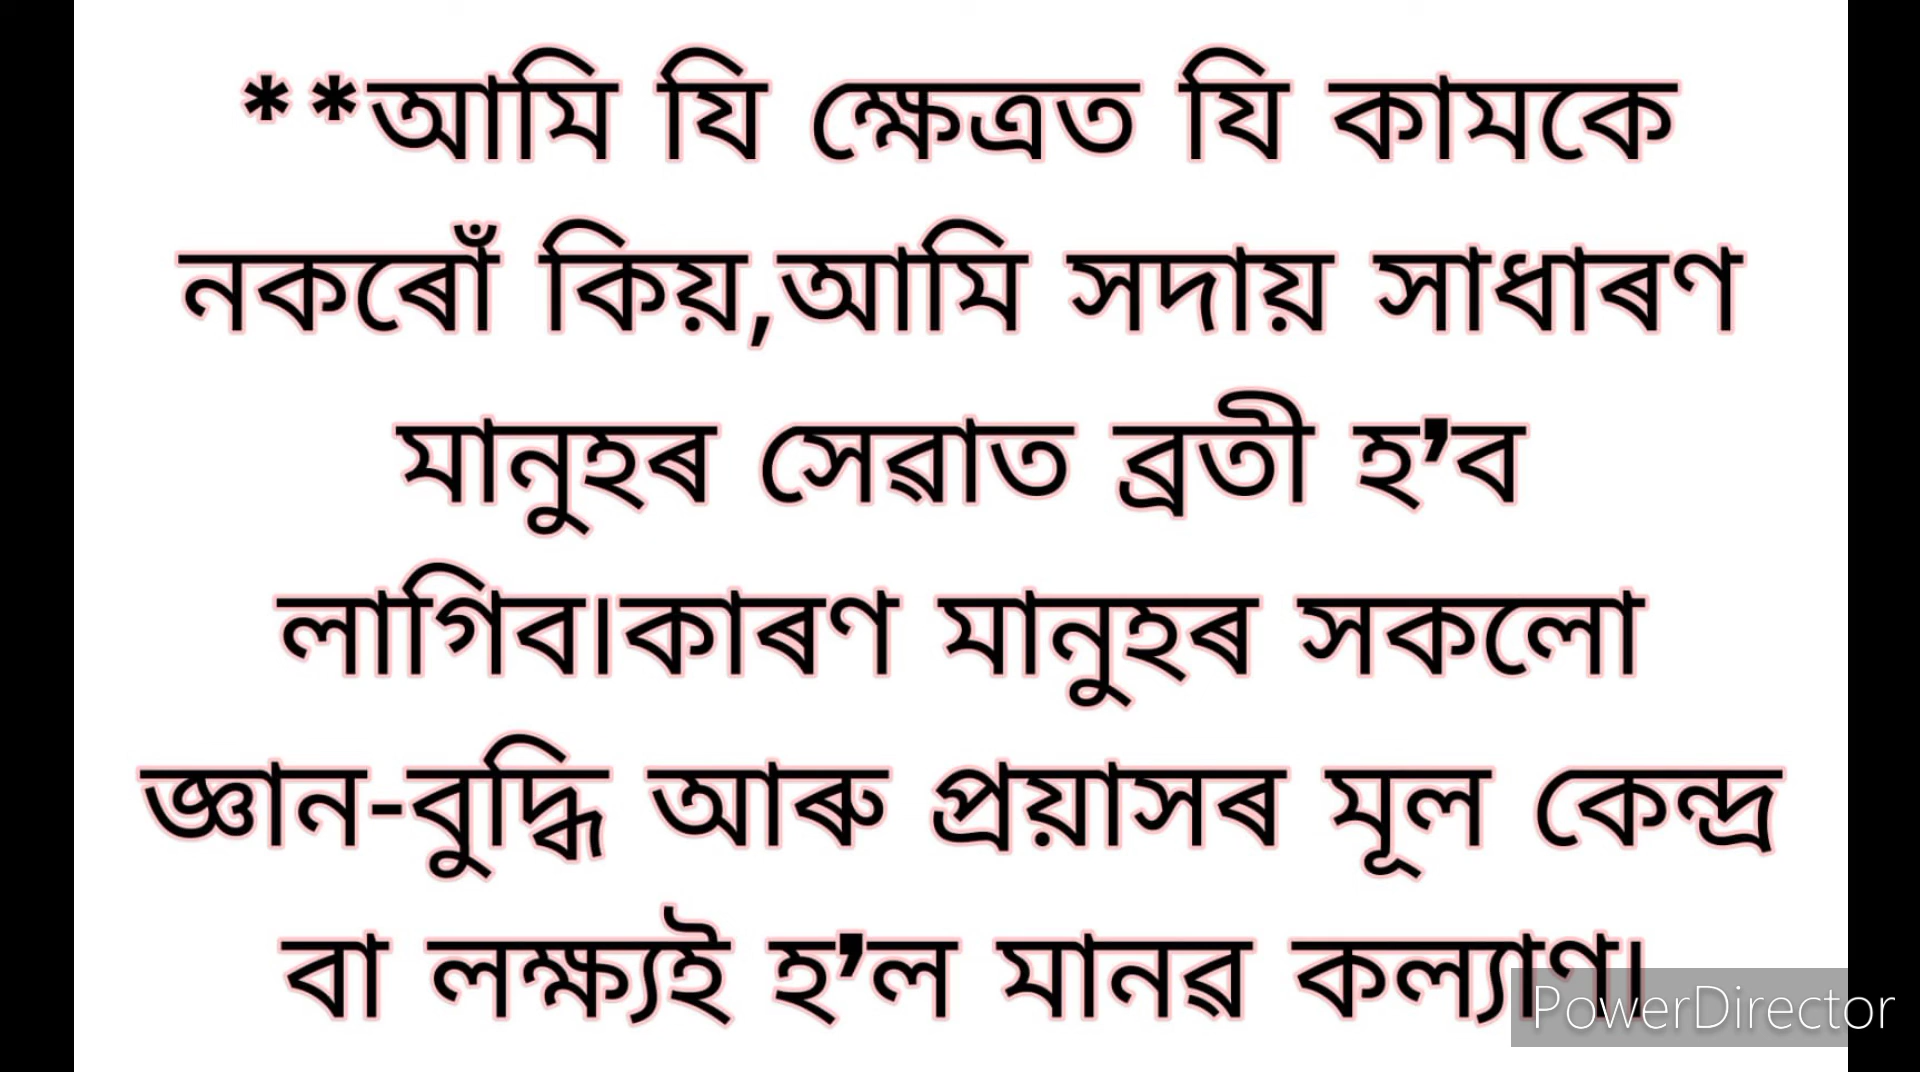 **আমি যি ক্ষেত্ৰত যি কামকে
নকৰোঁ কিয়,আমি সদায় সাধাৰণ
মানুহৰ সেৱাত ব্ৰতী হ’ব
লাগিব।কাৰণ মানুহৰ সকলো
জ্ঞান-বুদ্ধি আৰু প্ৰয়াসৰ মূল কেন্দ্ৰ
বা লক্ষ্যই হ’ল মানৱ কল্যাণ।
PowerDirector